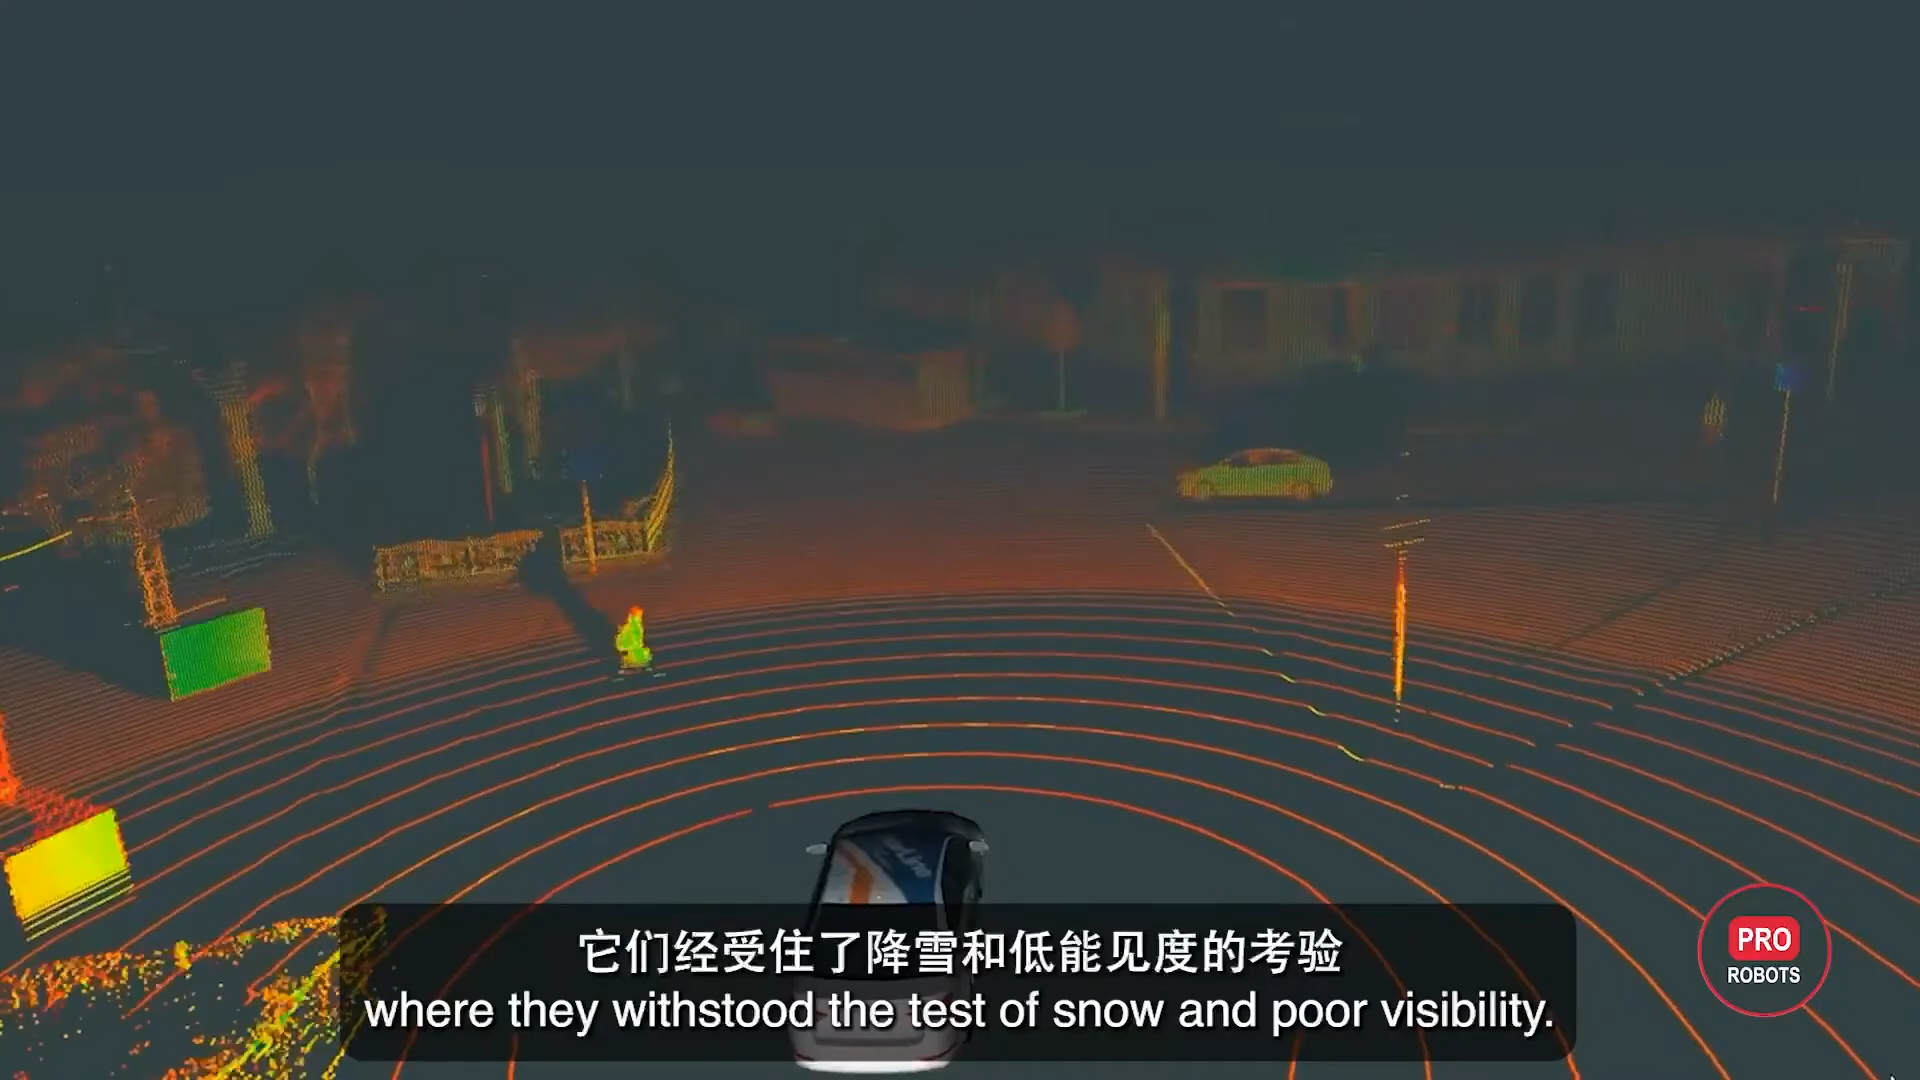 它们经受住了降雪和低能见度的考验
where they withstood the test of snow and poor visibility.
PRO
ROBOTS